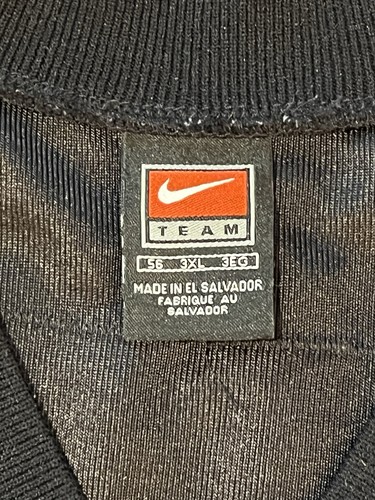 TEAM
56 3XL 3EG
MADE IN EL SALVADOR
FABRIQUE AU
SALVADOR